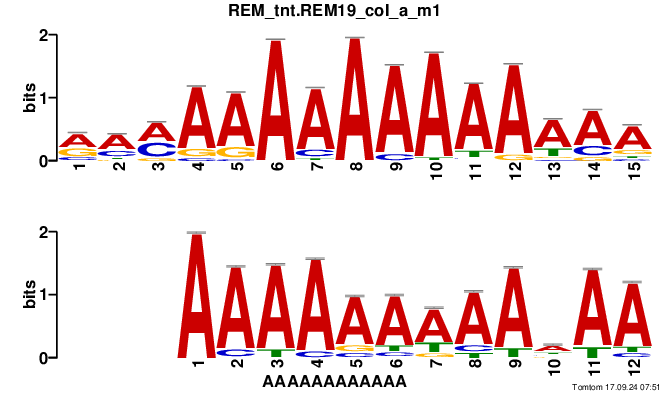 REM_tnt.REM19_col_a_m1
2
1
0
bits
1 2 3 4 5 6 7 8 9 10 11 12 13 14 15
2
1
0
bits
1 2 3 4 5 6 7 8 9 10 11 12
AAAAAAAAAAAA
Tomtom 17.09.24 07:51